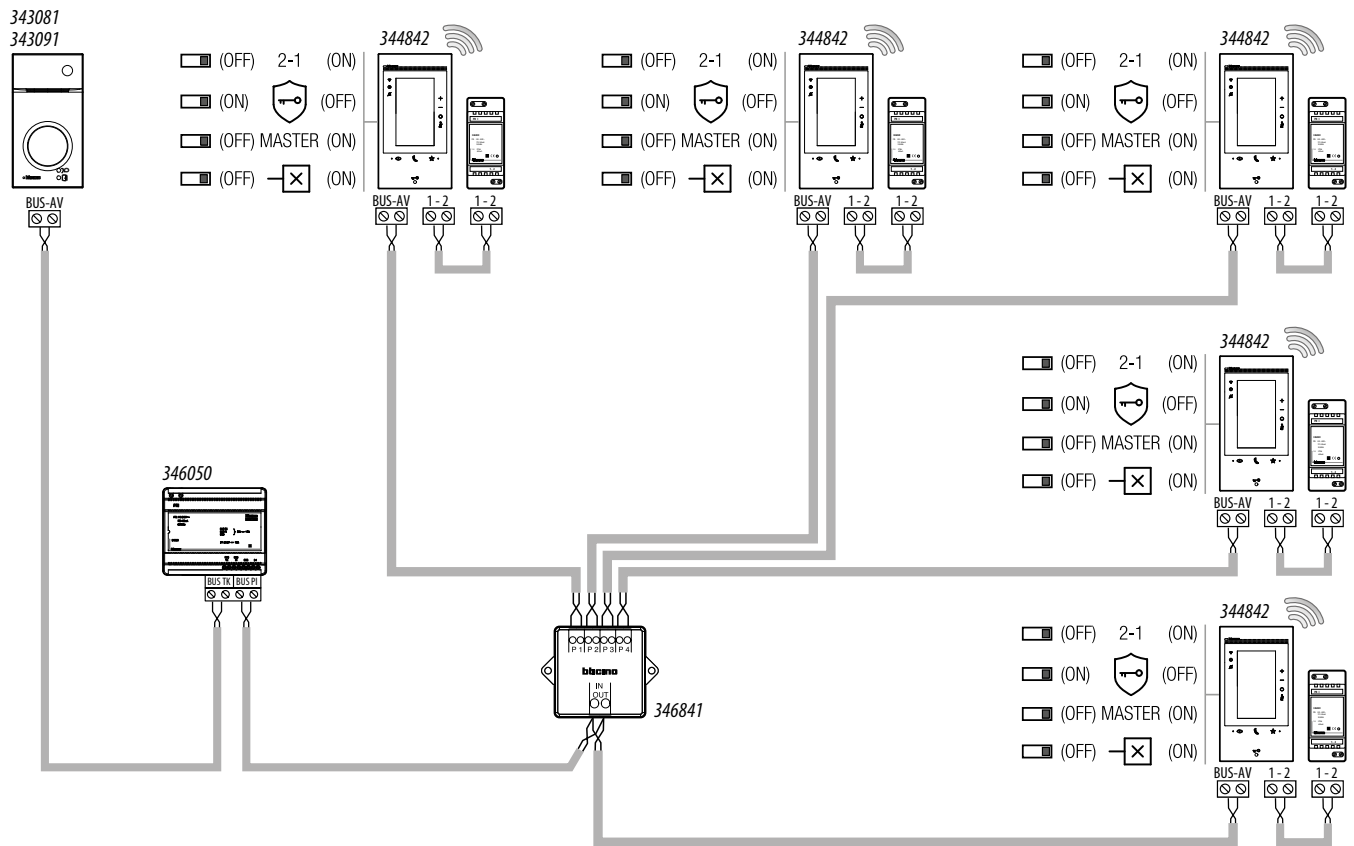 343081
343091
BUS-AV
(OFF) 2-1 (ON)
(ON) (OFF)
(OFF) MASTER (ON)
(OFF) (ON)
344842
BUS-AV 1 - 2 1 - 2
(OFF) 2-1 (ON)
(ON) (OFF)
(OFF) MASTER (ON)
(OFF) (ON)
344842
BUS-AV 1 - 2 1 - 2
(OFF) 2-1 (ON)
(ON) (OFF)
(OFF) MASTER (ON)
(OFF) (ON)
344842
BUS-AV 1 - 2 1 - 2
(OFF) 2-1 (ON)
(ON) (OFF)
(OFF) MASTER (ON)
(OFF) (ON)
344842
BUS-AV 1 - 2 1 - 2
346050
BUS TK BUS PI
P 1 P 2 P 3 P 4
bticino
IN
OUT
346841
(OFF) 2-1 (ON)
(ON) (OFF)
(OFF) MASTER (ON)
(OFF) (ON)
344842
BUS-AV 1 - 2 1 - 2